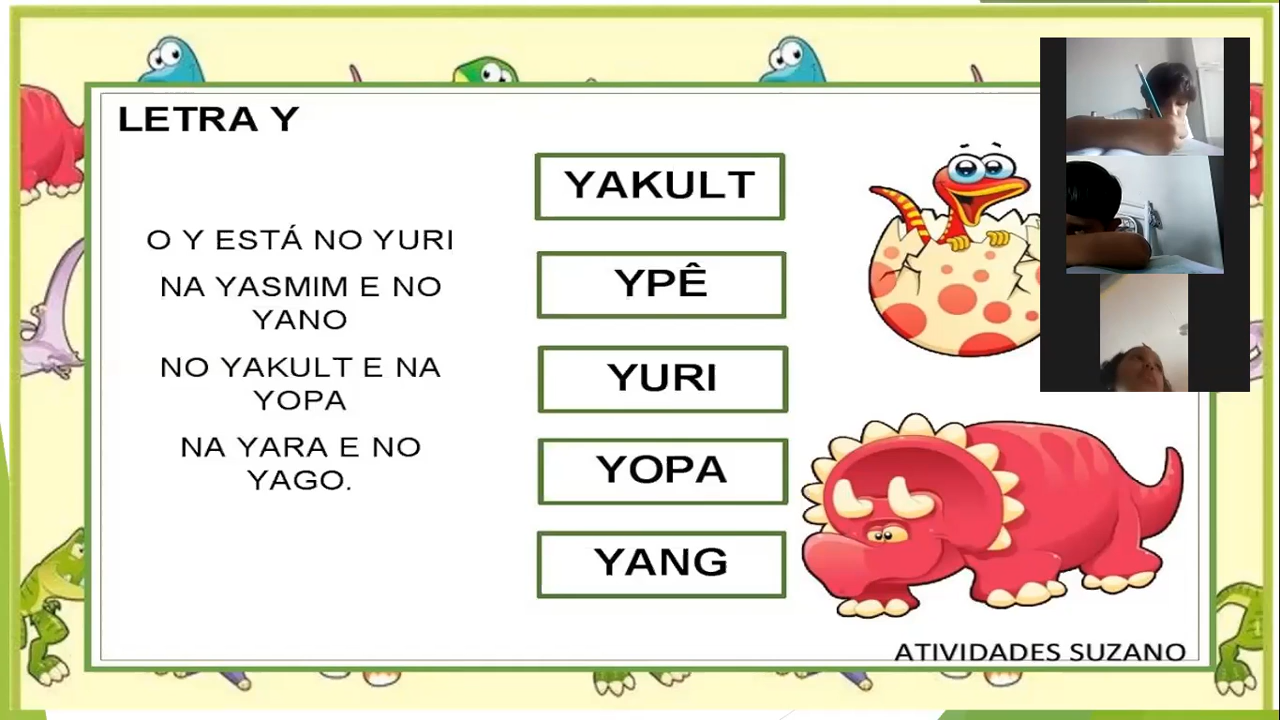 LETRA Y
O Y ESTÁ NO YURI
NA YASMIM E NO
YANO
NO YAKULT E NA
YOPA
NA YARA E NO
YAGO.
YAKULT
YPÊ
YURI
YOPA
YANG
ATIVIDADES SUZANO